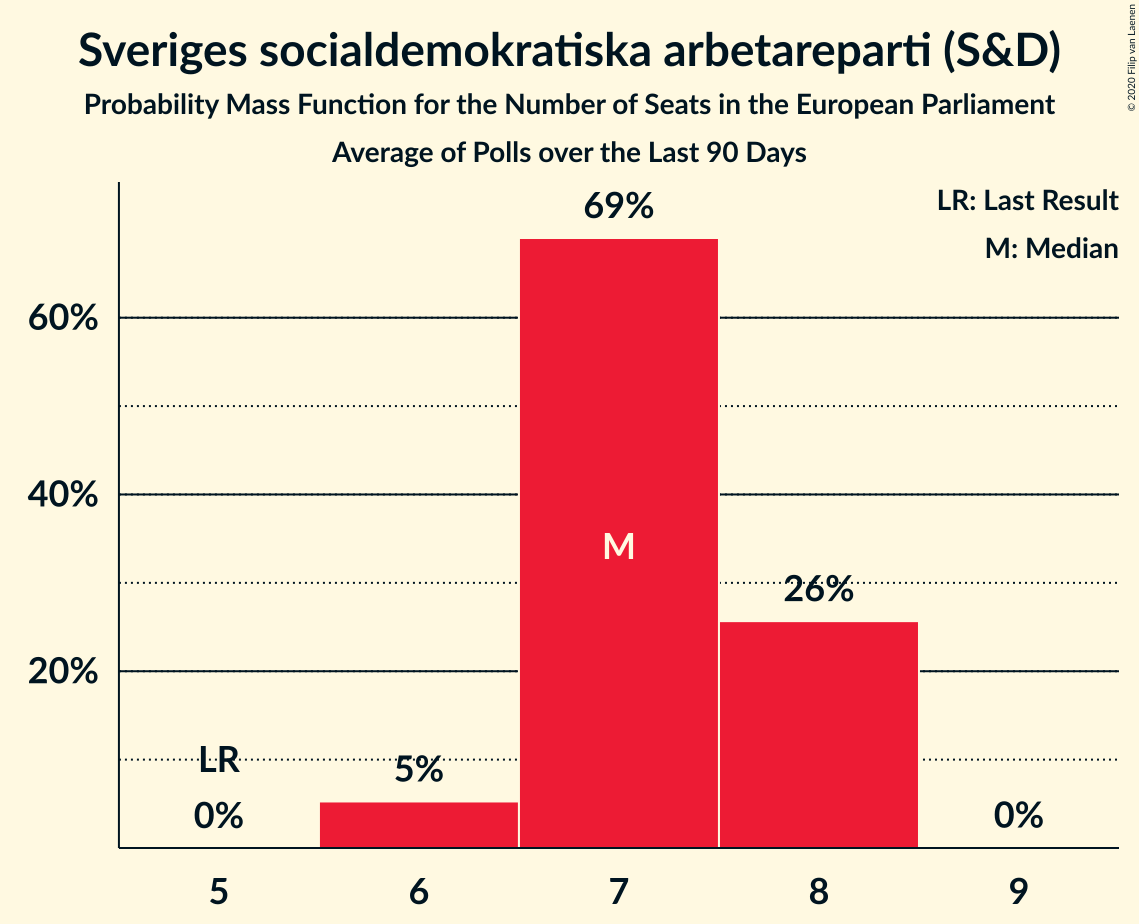 Sveriges socialdemokratiska arbetareparti (S&D)
Probability Mass Function for the Number of Seats in the European Parliament
Average of Polls over the Last 90 Days
© 2020 Filip van Laenen
LR: Last Result
M: Median
69%
60%
40%
M
26%
20%
LR
5%
0%
0%
5 6 7 8 9